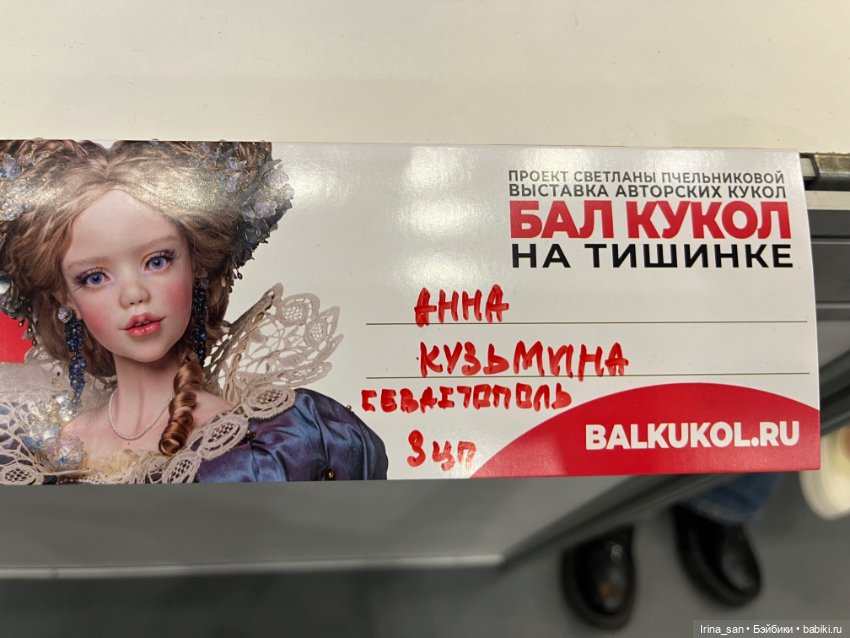 ПРОЕКТ СВЕТЛАНЫ ПЧЕЛЬНИКОВОЙ
ВЫСТАВКА АВТОРСКИХ КУКОЛ
БАЛ КУКОЛ
НА ТИШИНКЕ
АННА
КУЗЬМИНА
СЕВАСТОПОЛЬ
BALKUKOL.RU
Irina_san • Бэйбики • babiki.ru